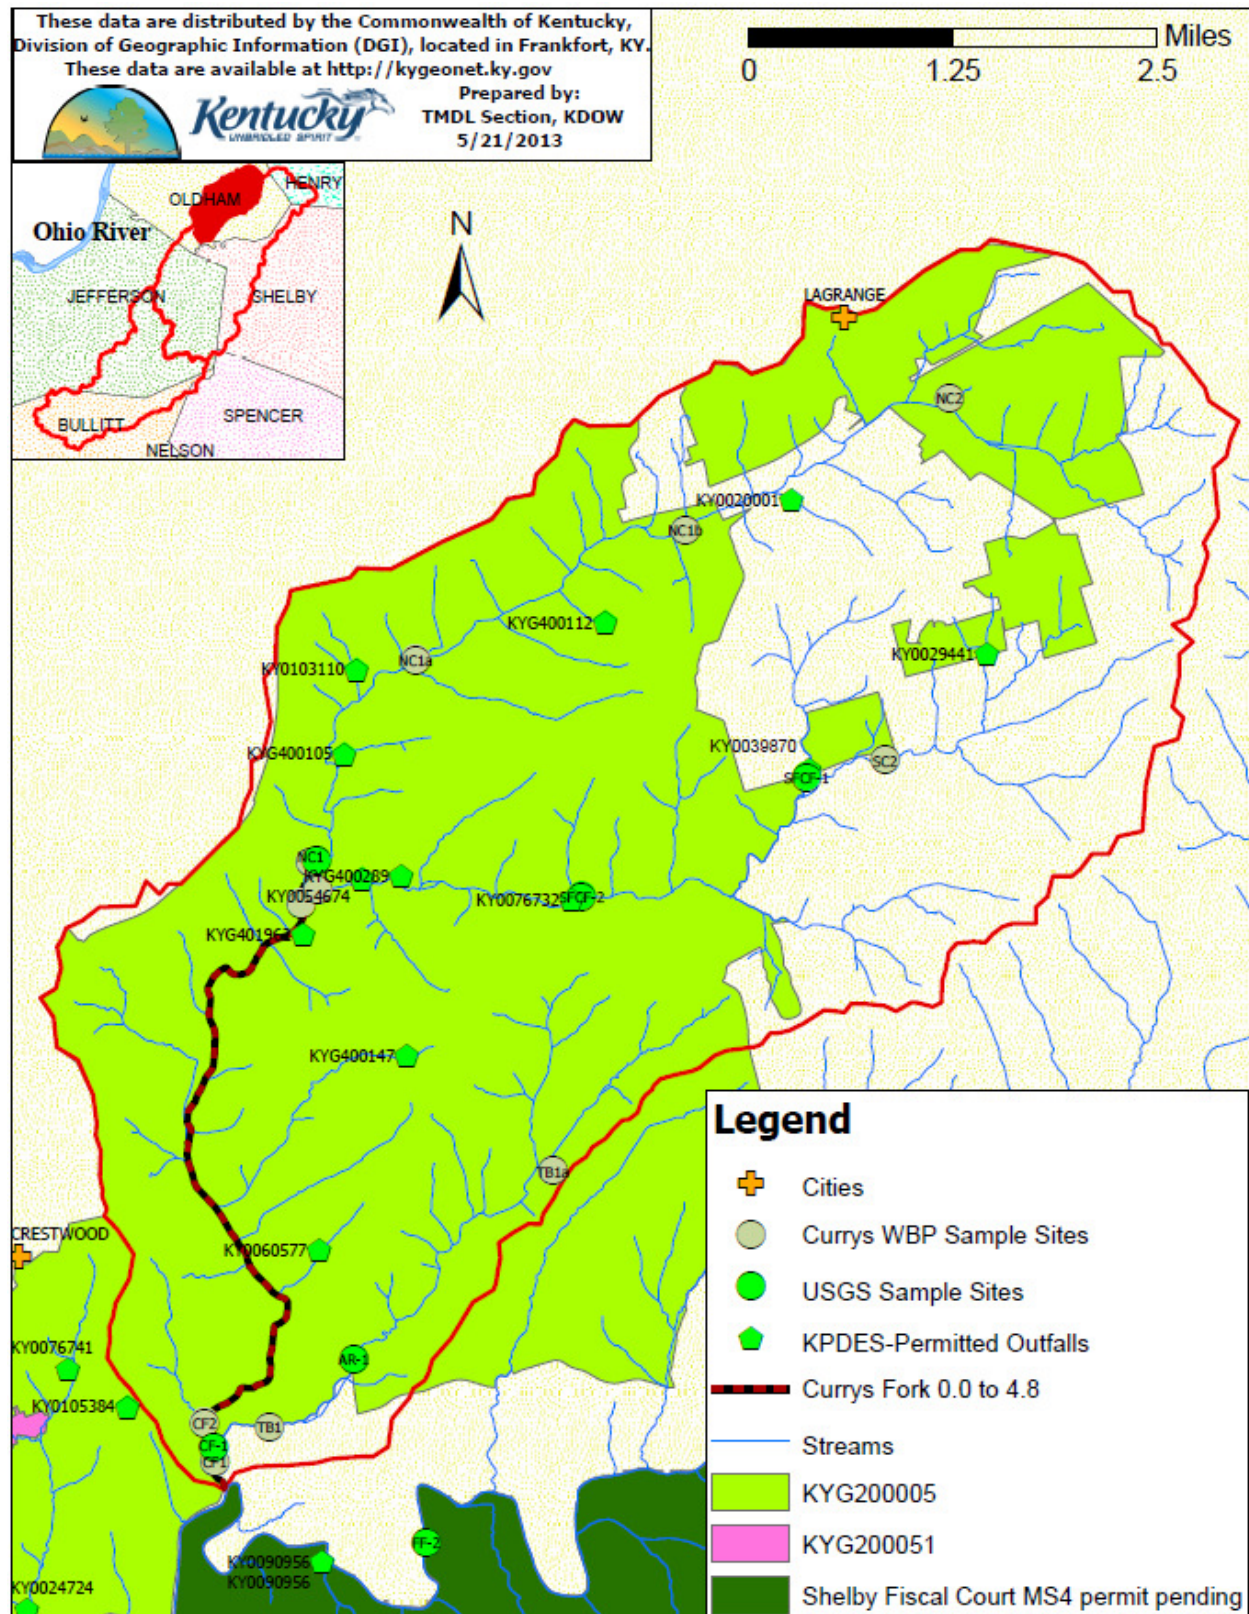 These data are distributed by the Commonwealth of Kentucky,
Division of Geographic Information (DGI), located in Frankfort, KY.
These data are available at http://kygeonet.ky.gov
Prepared by:
TMDL Section, KDOW
5/21/2013
Kentucky
UNBRIDLED SPIRIT
Miles
0 1.25 2.5
OLDHAM
HENRY
Ohio River
JEFFERSON
SHELBY
BULLITT
SPENCER
NELSON
N
LAGRANGE
NC2
KY0020001
NC1b
KYG400112
KY0029441
NC1a
KY0103110
KYG400105
KY0039870
SC2
SFCF-1
NC1
KYG400289
KY0054674
KY0076732
SFCF-2
KYG401963
KYG400147
TB1a
CRESTWOOD
KY0060577
KY0076741
AR-1
KY0105384
CF2
TB1
CF-1
CF1
FF-2
KY0090956
KY0090956
KY0024724
Legend
Cities
Currys WBP Sample Sites
USGS Sample Sites
KPDES-Permitted Outfalls
Currys Fork 0.0 to 4.8
Streams
KYG200005
KYG200051
Shelby Fiscal Court MS4 permit pending